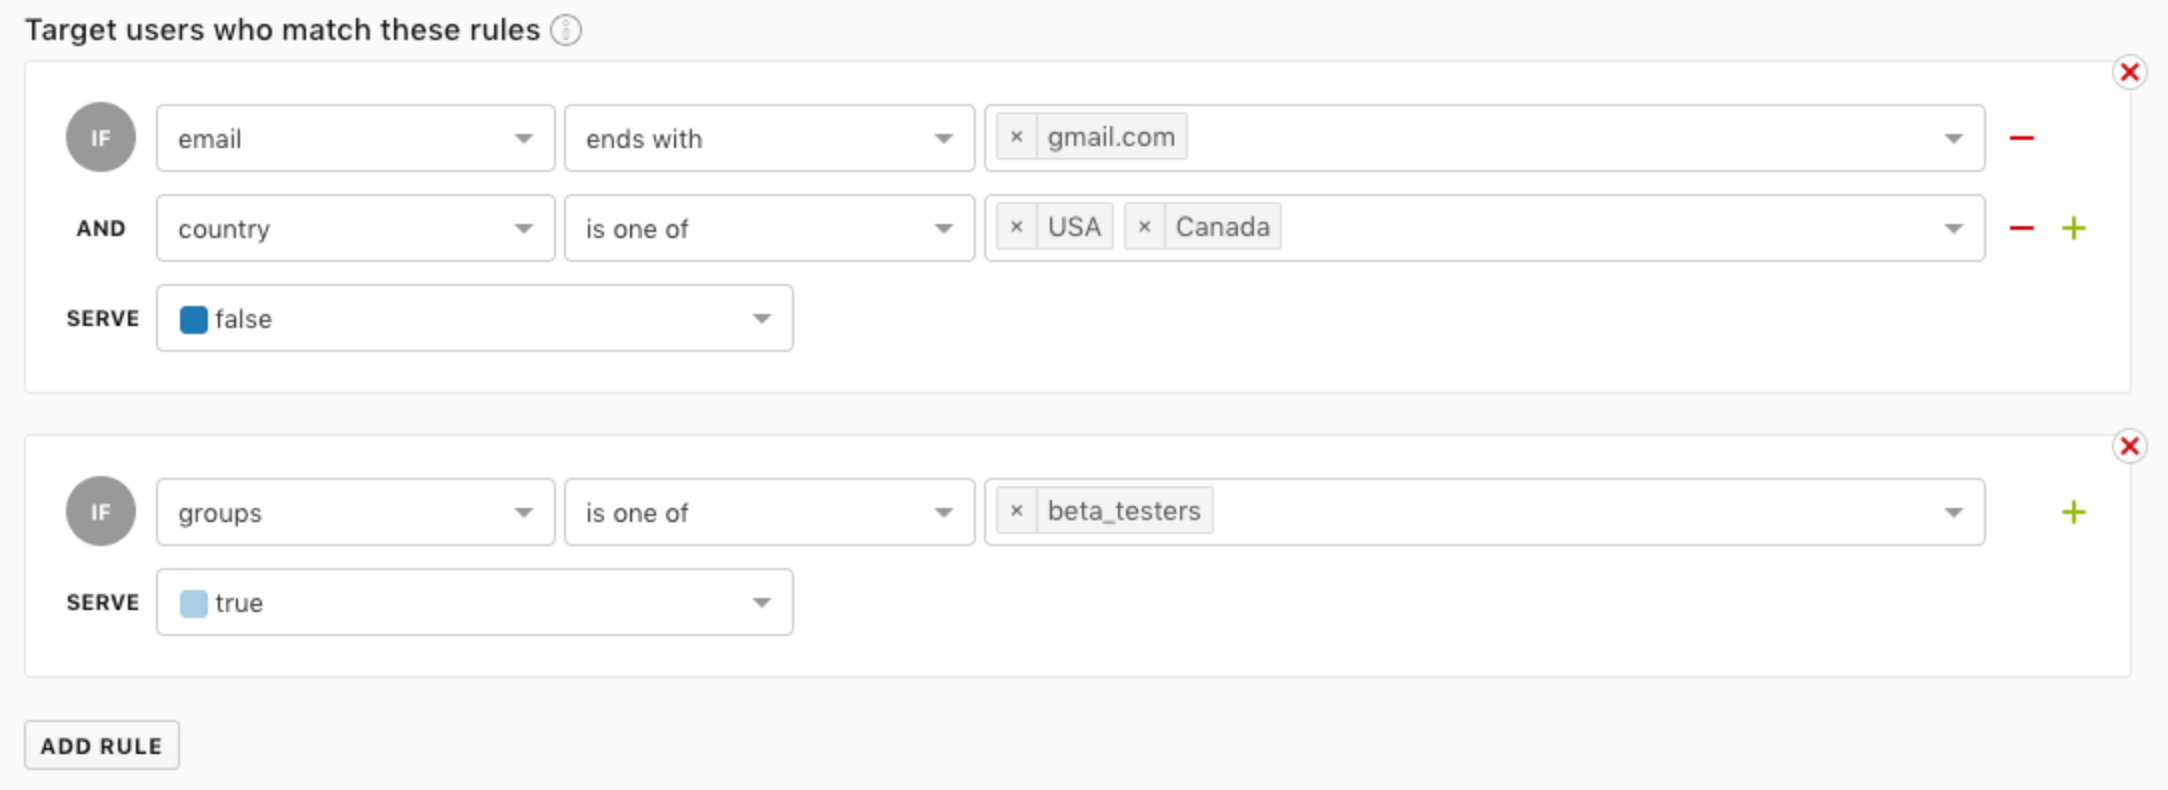 Target users who match these rules
IF email ends with × gmail.com
AND country is one of × USA × Canada
SERVE false
IF groups is one of × beta_testers
SERVE true
ADD RULE